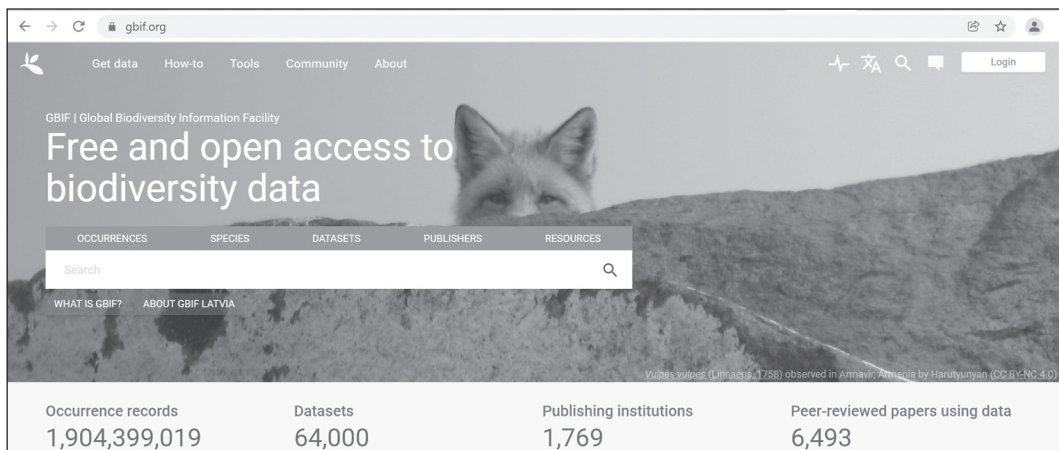 gbif.org
Get data How-to Tools Community About
Login
GBIF | Global Biodiversity Information Facility
Free and open access to
biodiversity data
OCCURRENCES SPECIES DATASETS PUBLISHERS RESOURCES
Search
WHAT IS GBIF? ABOUT GBIF LATVIA
Vulpes vulpes (Linnaeus, 1758) observed in Armavir, Armenia by Harutyunyan (CC BY-NC 4.0)
Occurrence records Datasets Publishing institutions Peer-reviewed papers using data
1,904,399,019 64,000 1,769 6,493